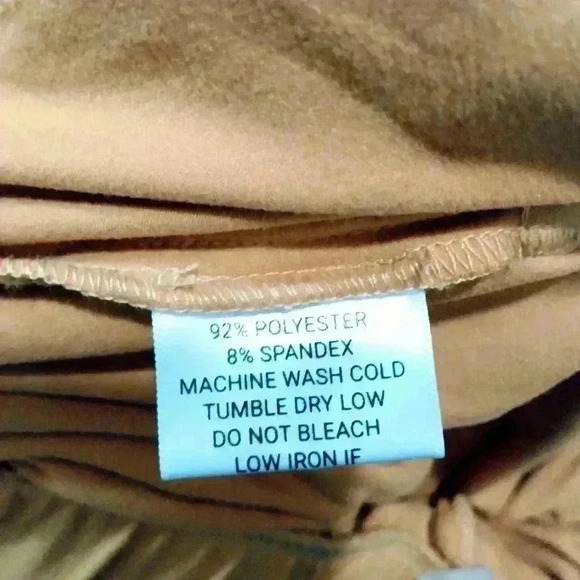 92% POLYESTER
8% SPANDEX
MACHINE WASH COLD
TUMBLE DRY LOW
DO NOT BLEACH
LOW IRON IF